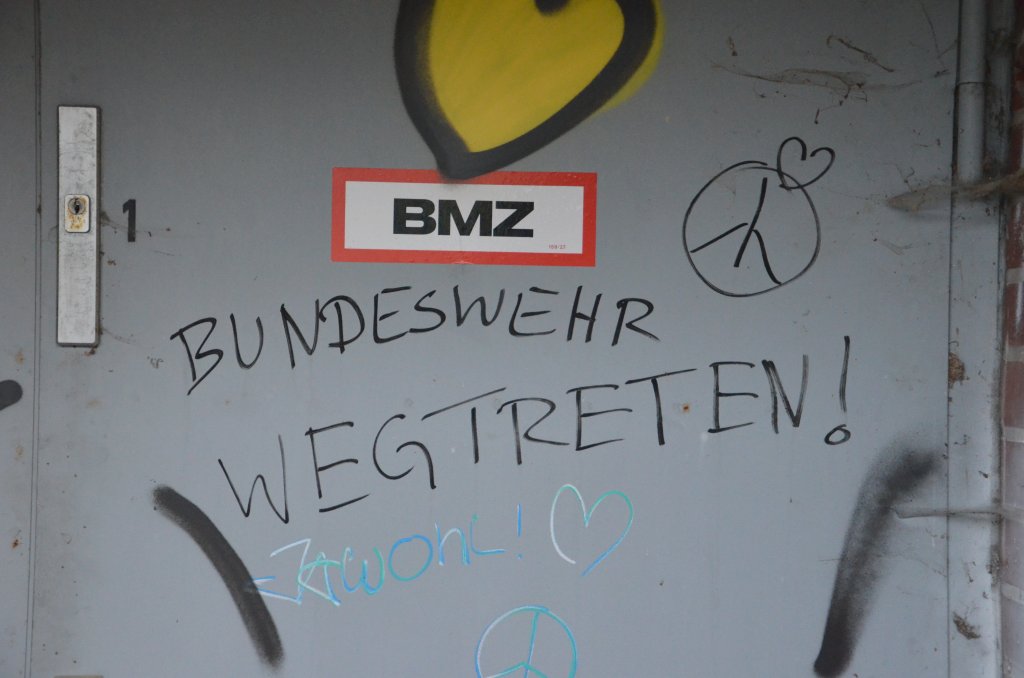 1
BMZ
BUNDESWEHR
WEGTRETEN!
JAWOHL!